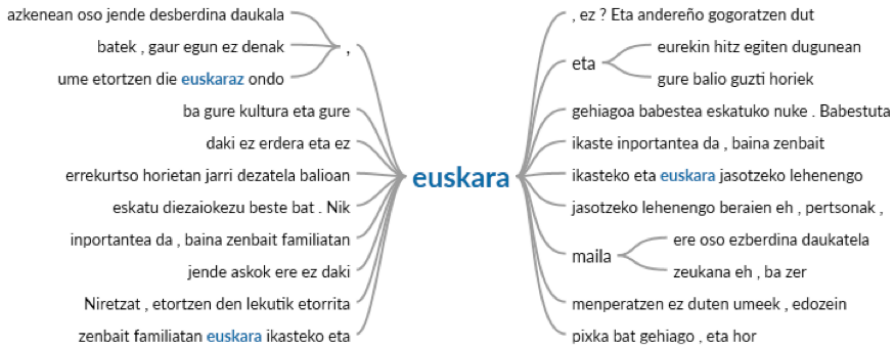 azkenean oso jende desberdina daukala
batek , gaur egun ez denak
ume etortzen die euskaraz ondo
,
ba gure kultura eta gure
daki ez erdera eta ez
errekurtso horietan jarri dezatela balioan
eskatu diezaiokezu beste bat . Nik
inportantea da , baina zenbait familiatan
jende askok ere ez daki
Niretzat , etortzen den lekutik etorrita
zenbait familiatan euskara ikasteko eta
euskara
, ez ? Eta andereño gogoratzen dut
eta
eurekin hitz egiten dugunean
gure balio guzti horiek
gehiagoa babestea eskatuko nuke . Babestuta
ikaste inportantea da , baina zenbait
ikasteko eta euskara jasotzeko lehenengo
jasotzeko lehenengo beraien eh , pertsonak ,
maila
ere oso ezberdina daukatela
zeukana eh , ba zer
menperatzen ez duten umeek , edozein
pixka bat gehiago , eta hor